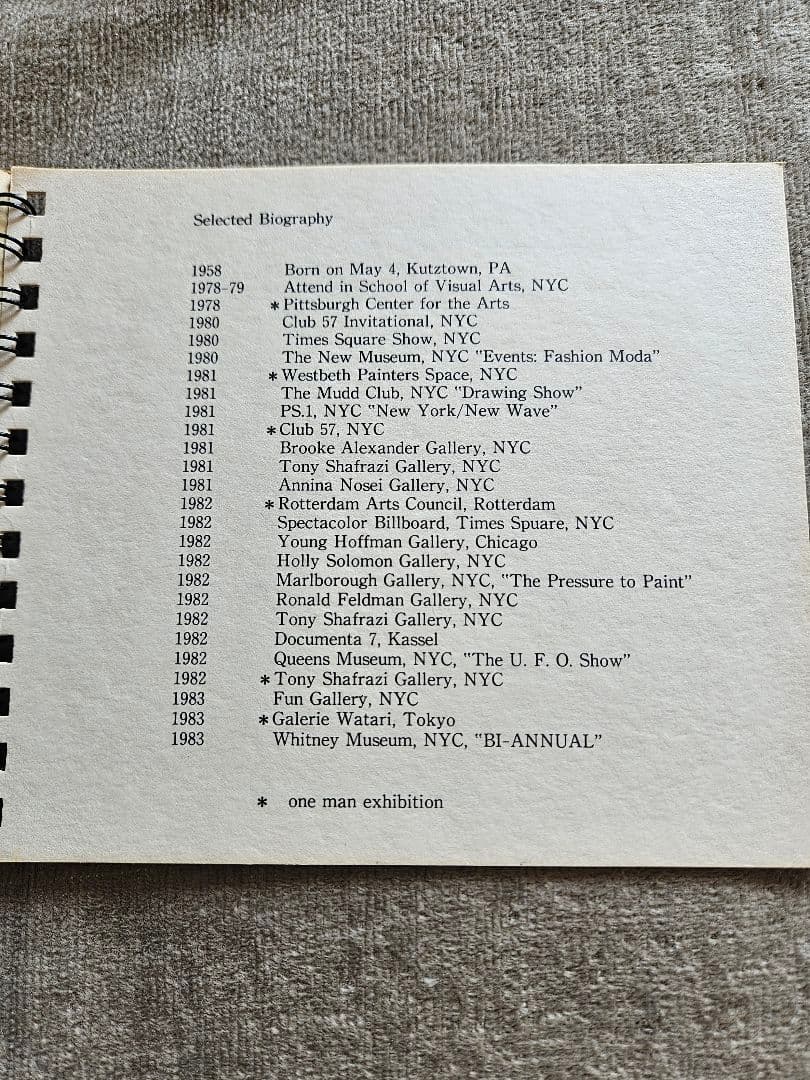 Selected Biography
1958 Born on May 4, Kutztown, PA
1978-79 Attend in School of Visual Arts, NYC
1978 * Pittsburgh Center for the Arts
1980 Club 57 Invitational, NYC
1980 Times Square Show, NYC
1980 The New Museum, NYC "Events: Fashion Moda"
1981 * Westbeth Painters Space, NYC
1981 The Mudd Club, NYC "Drawing Show"
1981 PS.1, NYC "New York/New Wave"
1981 * Club 57, NYC
1981 Brooke Alexander Gallery, NYC
1981 Tony Shafrazi Gallery, NYC
1981 Annina Nosei Gallery, NYC
1982 * Rotterdam Arts Council, Rotterdam
1982 Spectacolor Billboard, Times Spuare, NYC
1982 Young Hoffman Gallery, Chicago
1982 Holly Solomon Gallery, NYC
1982 Marlborough Gallery, NYC, "The Pressure to Paint"
1982 Ronald Feldman Gallery, NYC
1982 Tony Shafrazi Gallery, NYC
1982 Documenta 7, Kassel
1982 Queens Museum, NYC, "The U. F. O. Show"
1982 * Tony Shafrazi Gallery, NYC
1983 Fun Gallery, NYC
1983 * Galerie Watari, Tokyo
1983 Whitney Museum, NYC, "BI-ANNUAL"
* one man exhibition